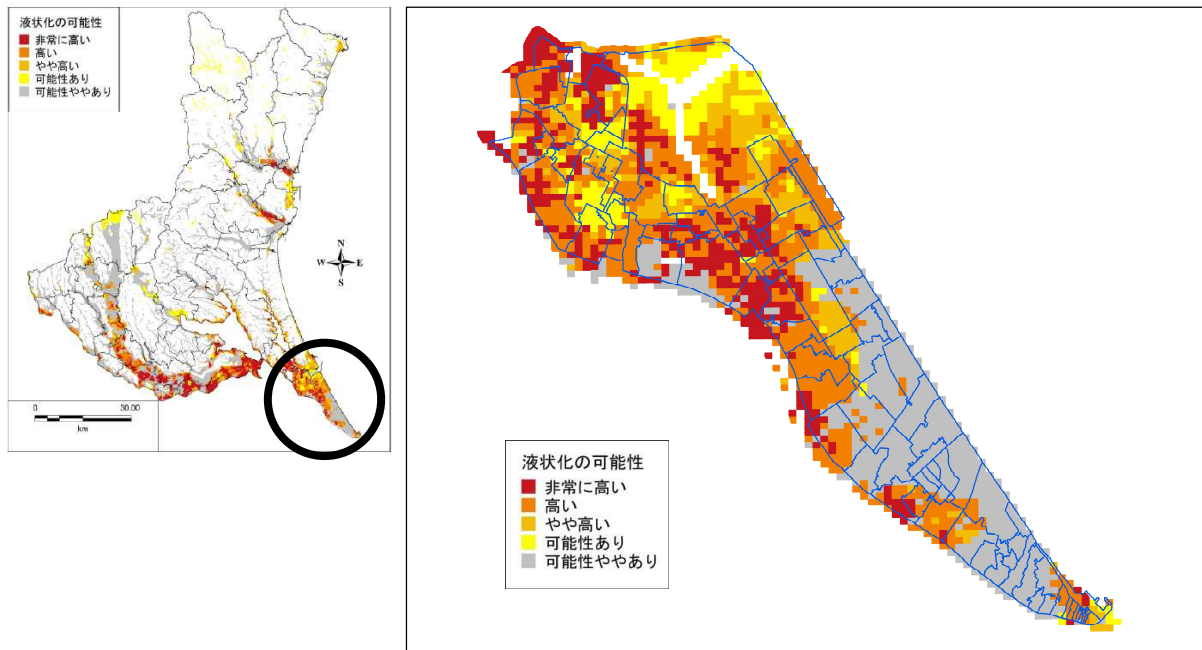 液状化の可能性
非常に高い
高い
やや高い
可能性あり
可能性ややあり
N
W E
S
0 30.00
km
液状化の可能性
非常に高い
高い
やや高い
可能性あり
可能性ややあり